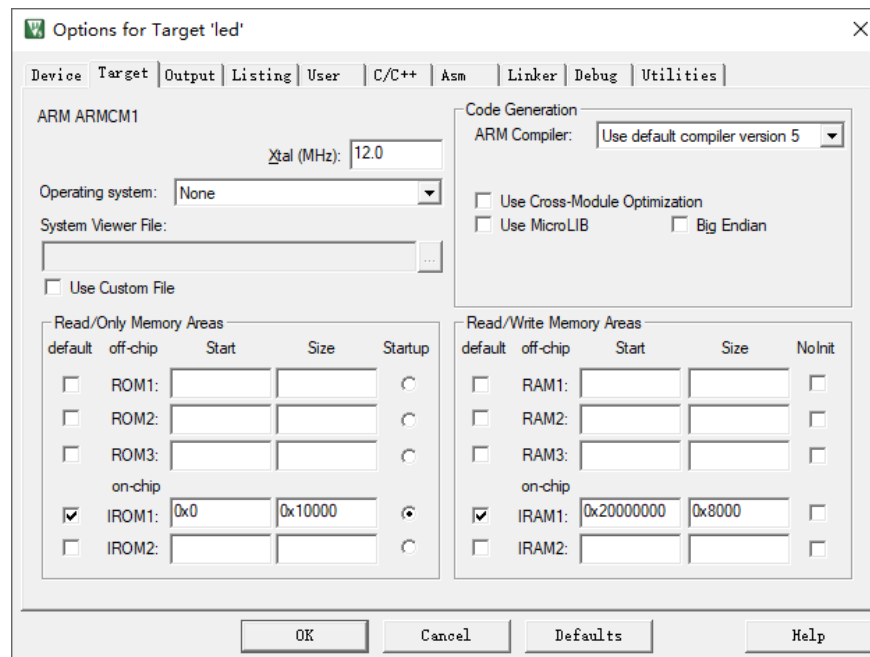 Options for Target 'led'
Device Target Output Listing User C/C++ Asm Linker Debug Utilities
ARM ARMCM1
Xtal (MHz): 12.0
Operating system: None
System Viewer File:
...
Use Custom File
Code Generation
ARM Compiler: Use default compiler version 5
Use Cross-Module Optimization
Use MicroLIB Big Endian
Read/Only Memory Areas
default off-chip Start Size Startup
ROM1:
ROM2:
ROM3:
on-chip
IROM1: 0x0 0x10000
IROM2:
Read/Write Memory Areas
default off-chip Start Size NoInit
RAM1:
RAM2:
RAM3:
on-chip
IRAM1: 0x20000000 0x8000
IRAM2:
OK Cancel Defaults Help